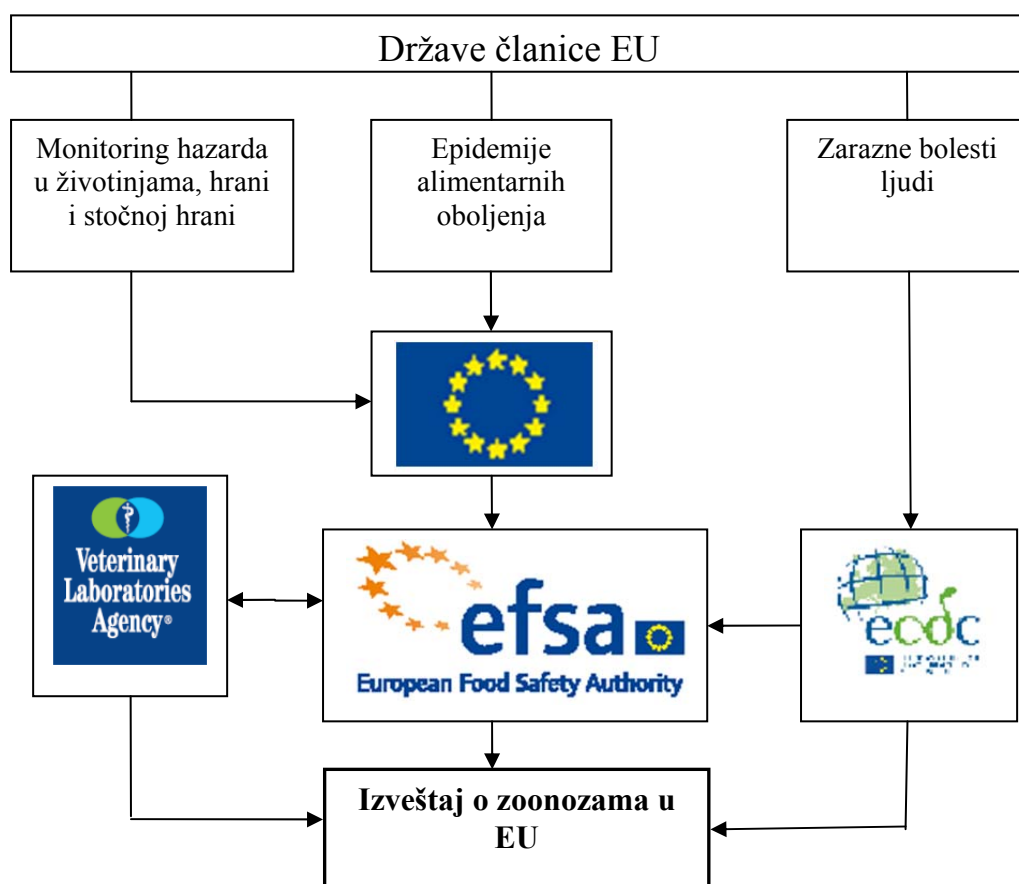 Države članice EU
Monitoring hazarda
u životinjama, hrani
i stočnoj hrani
Epidemije
alimentarnih
oboljenja
Zarazne bolesti
ljudi
Veterinary
Laboratories
Agency®
efsa
European Food Safety Authority
ecdc
Izveštaj o zoonozama u
EU